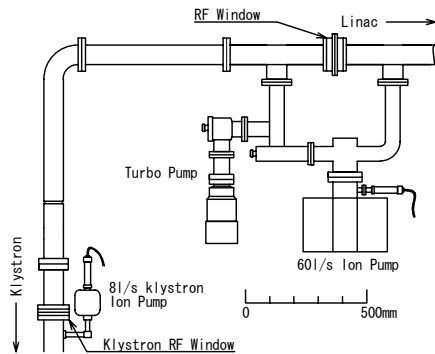 RF Window
Linac
Turbo Pump
60l/s Ion Pump
8l/s klystron
Ion Pump
Klystron
0
500mm
Klystron RF Window